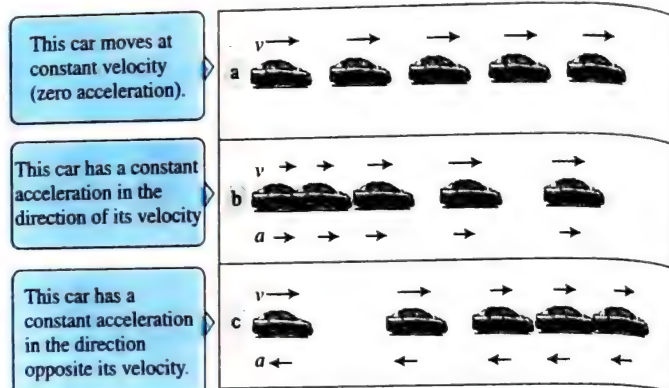 This car moves at
constant velocity
(zero acceleration).
v
a
This car has a constant
acceleration in the
direction of its velocity
v
b
a
This car has a
constant acceleration
in the direction
opposite its velocity.
v
c
a